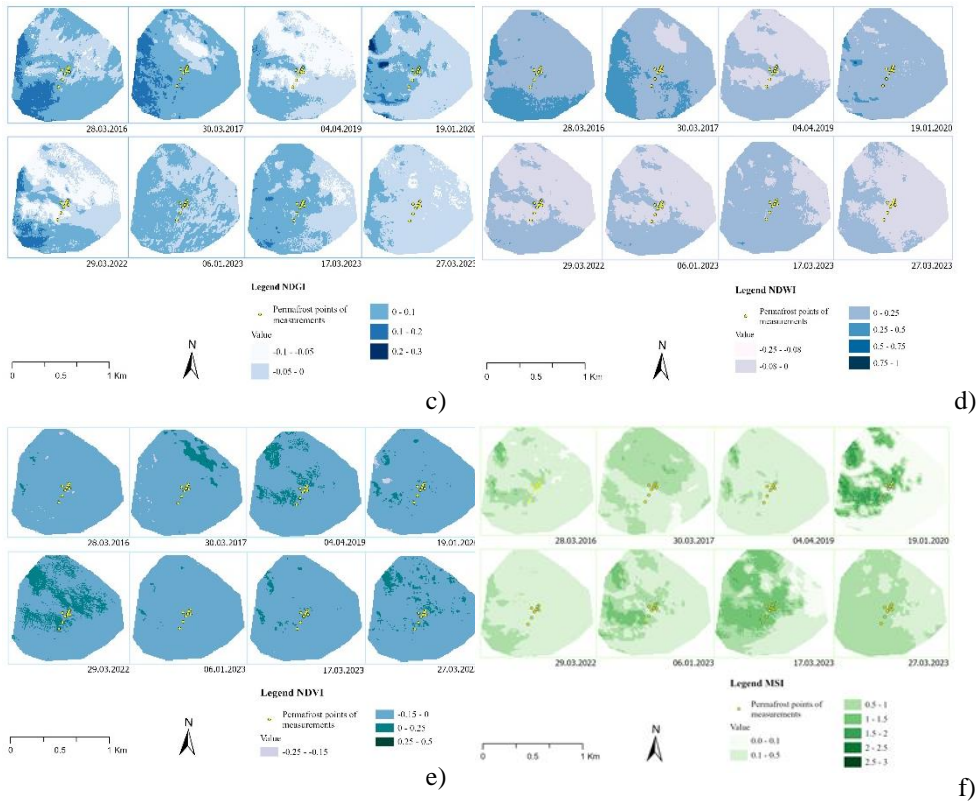 28.03.2016 30.03.2017 04.04.2019 19.01.2020
29.03.2022 06.01.2023 17.03.2023 27.03.2023
Legend NDGI
Permafrost points of
measurements
Value
-0.1 - -0.05
-0.05 - 0
0 - 0.1
0.1 - 0.2
0.2 - 0.3
N
0 0.5 1 Km
c)
28.03.2016 30.03.2017 04.04.2019 19.01.2020
29.03.2022 06.01.2023 17.03.2023 27.03.2023
Legend NDWI
Permafrost points of
measurements
Value
-0.25 - -0.08
-0.08 - 0
0 - 0.25
0.25 - 0.5
0.5 - 0.75
0.75 - 1
N
0 0.5 1 Km
d)
28.03.2016 30.03.2017 04.04.2019 19.01.2020
29.03.2022 06.01.2023 17.03.2023 27.03.202
Legend NDVI
Permafrost points of
measurements
-0.25 - -0.15
-0.15 - 0
0 - 0.25
0.25 - 0.5
N
0 0.5 1 Km
e)
28.03.2016 30.03.2017 04.04.2019 19.01.2020
29.03.2022 06.01.2023 17.03.2023 27.03.2023
Legend MSI
Permafrost points of
measurements
Value
0.0 - 0.1
0.1 - 0.5
0.5 - 1
1 - 1.5
1.5 - 2
2 - 2.5
2.5 - 3
N
0 0.5 1 Km
f)